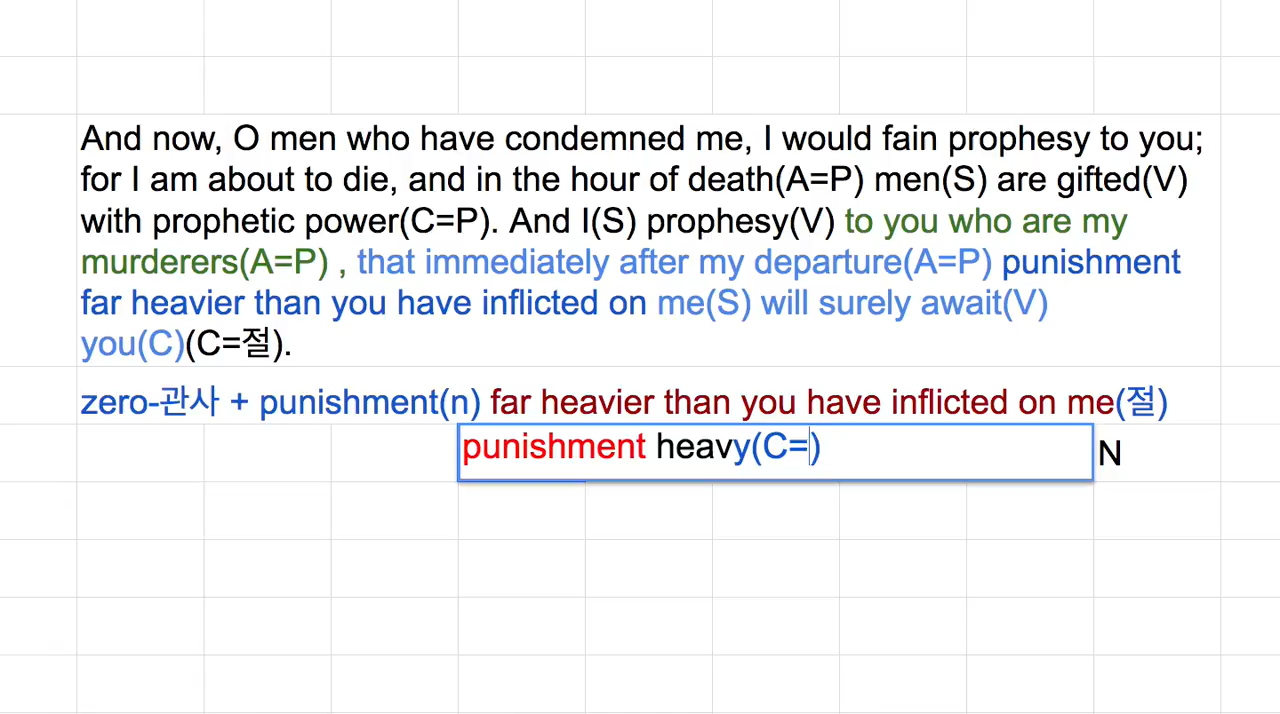 And now, O men who have condemned me, I would fain prophesy to you;
for I am about to die, and in the hour of death(A=P) men(S) are gifted(V)
with prophetic power(C=P). And I(S) prophesy(V) to you who are my
murderers(A=P) , that immediately after my departure(A=P) punishment
far heavier than you have inflicted on me(S) will surely await(V)
you(C)(C=절).
zero-관사 + punishment(n) far heavier than you have inflicted on me(절)
punishment heavy(C=) N